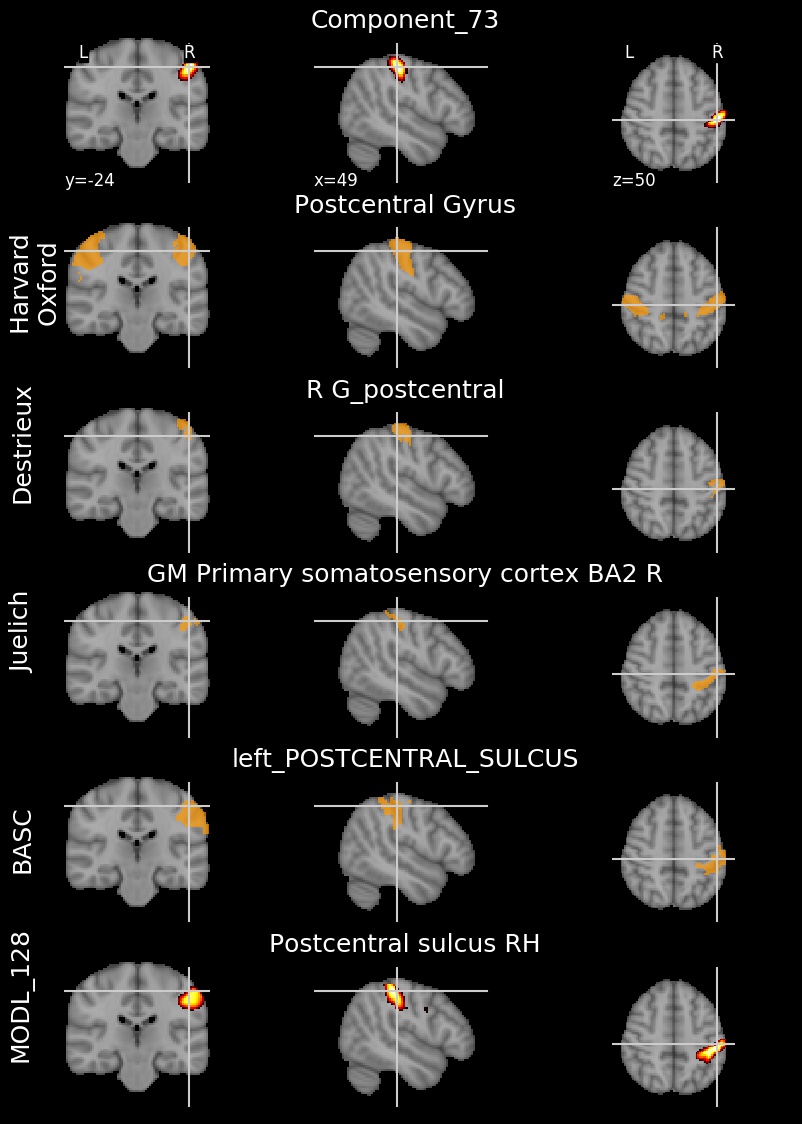 Component_73
L R L R
y=-24 x=49 z=50
Postcentral Gyrus
Harvard
Oxford
R G_postcentral
Destrieux
GM Primary somatosensory cortex BA2 R
Juelich
left_POSTCENTRAL_SULCUS
BASC
Postcentral sulcus RH
MODL_128